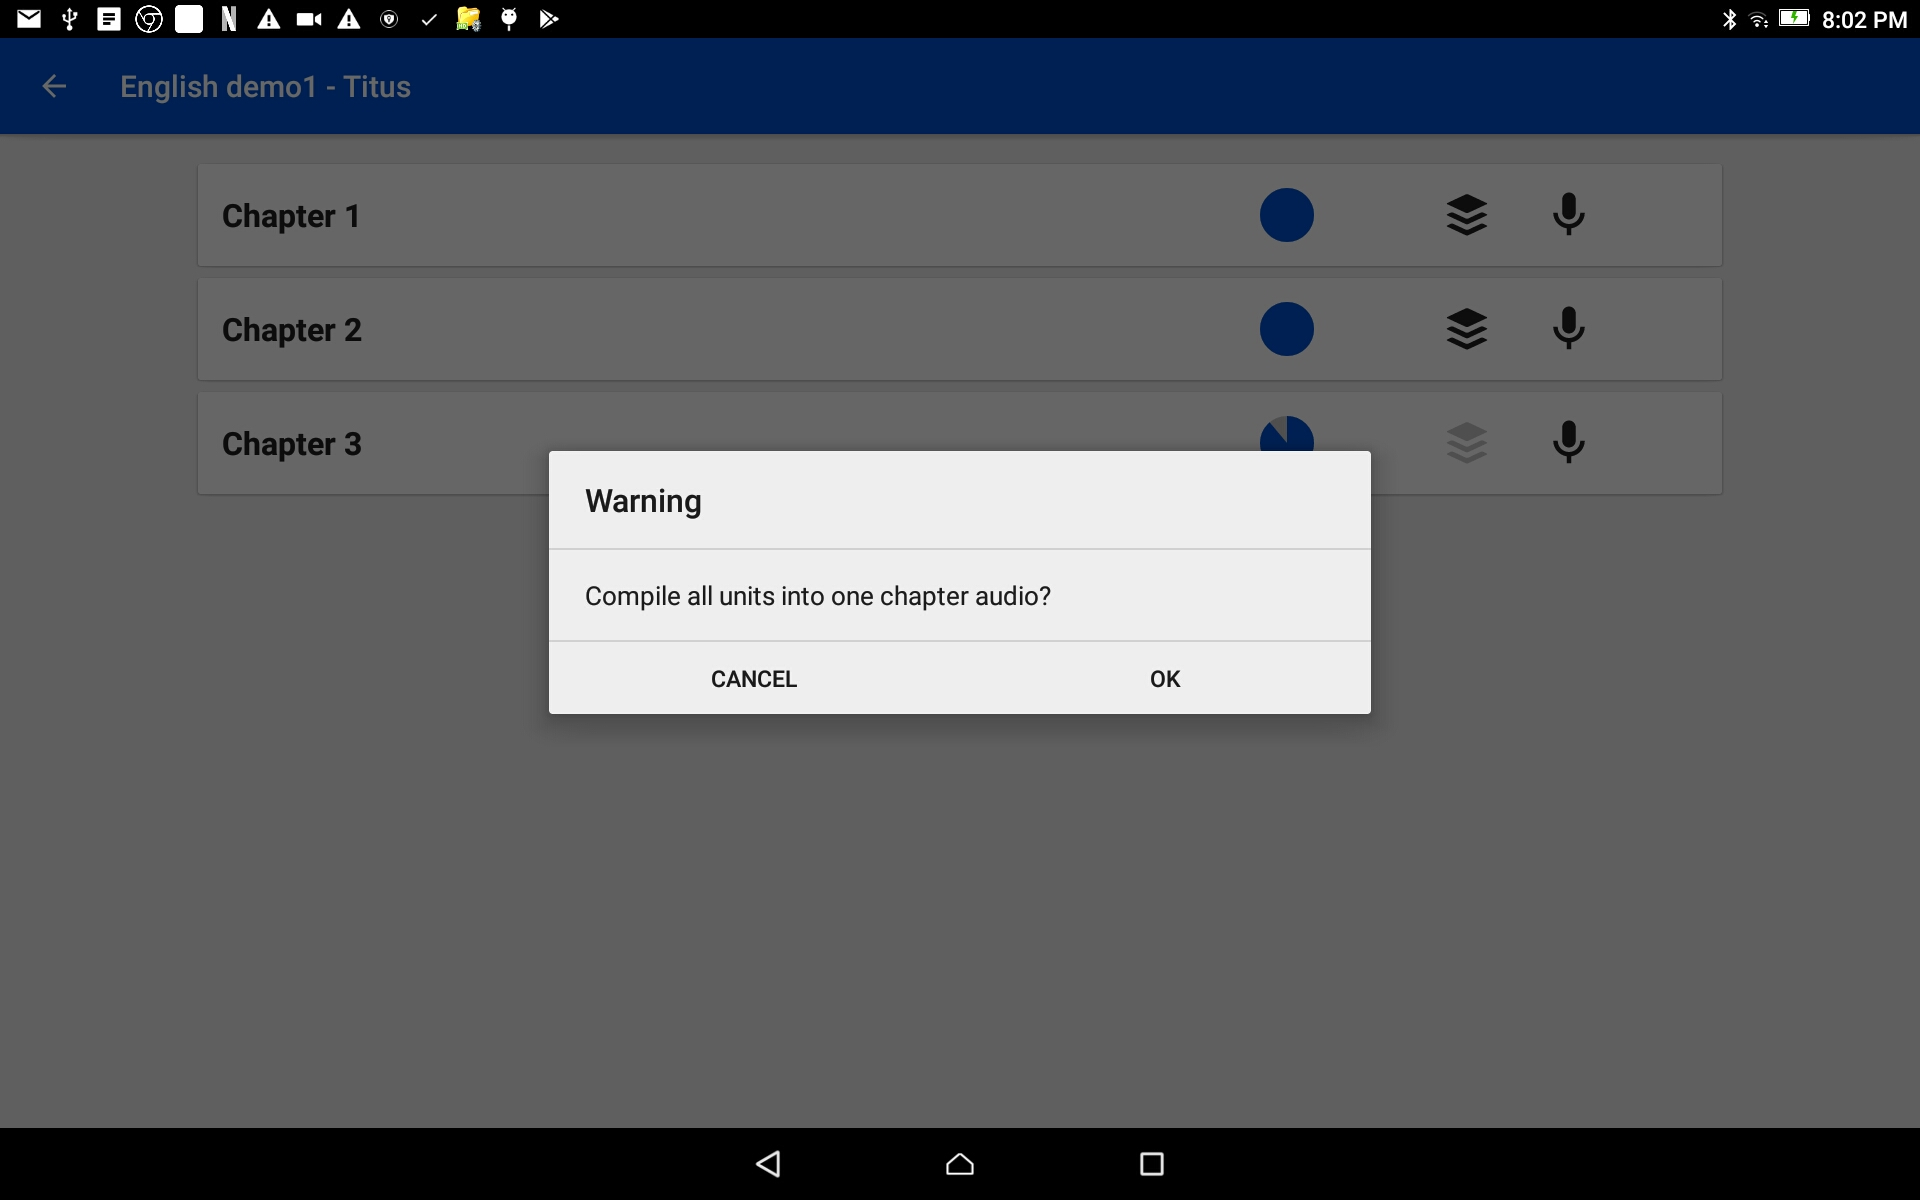 8:02 PM
English demo1 - Titus
Chapter 1
Chapter 2
Chapter 3
Warning
Compile all units into one chapter audio?
CANCEL
OK